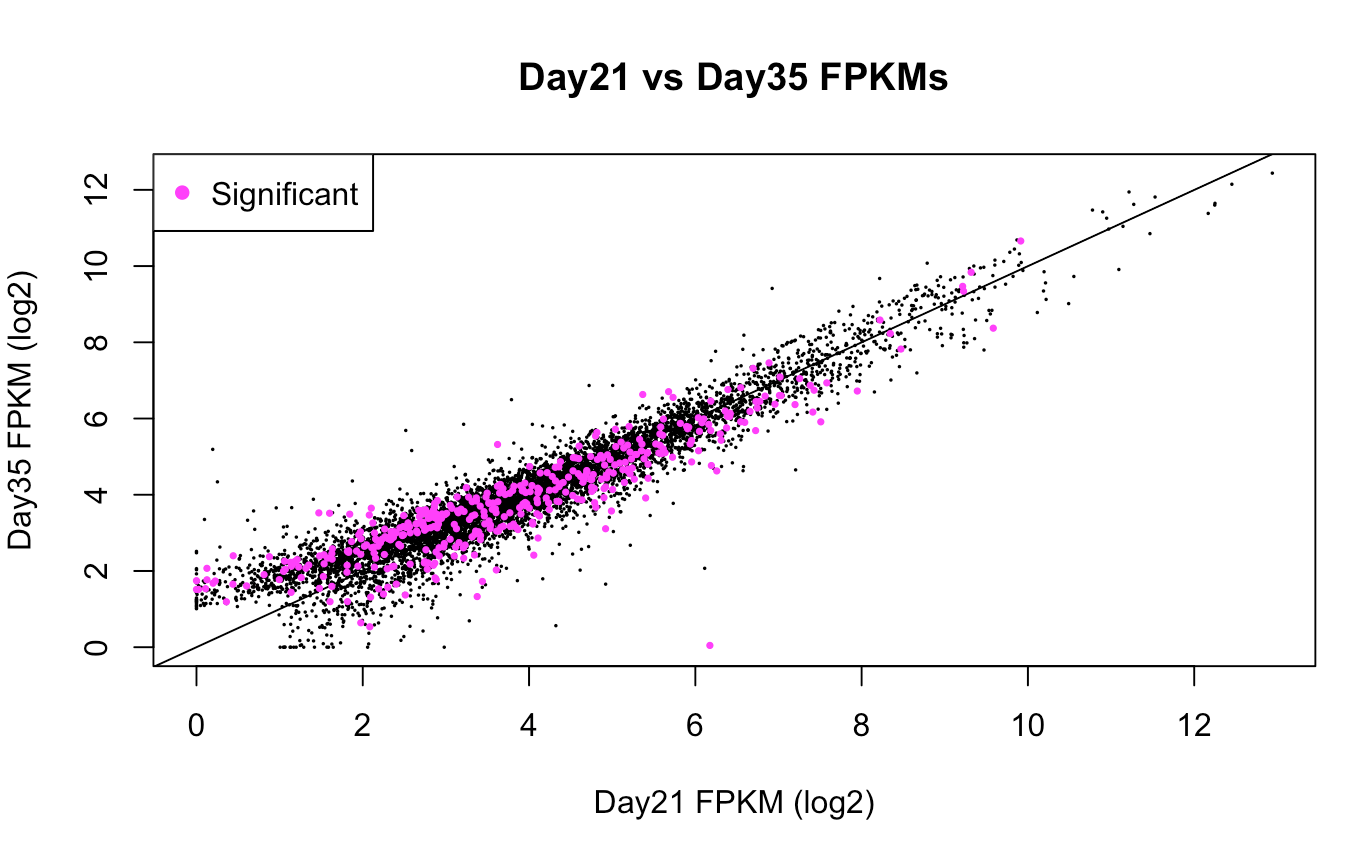 Day21 vs Day35 FPKMs
Significant
Day35 FPKM (log2)
12
10
8
6
4
2
0
0 2 4 6 8 10 12
Day21 FPKM (log2)